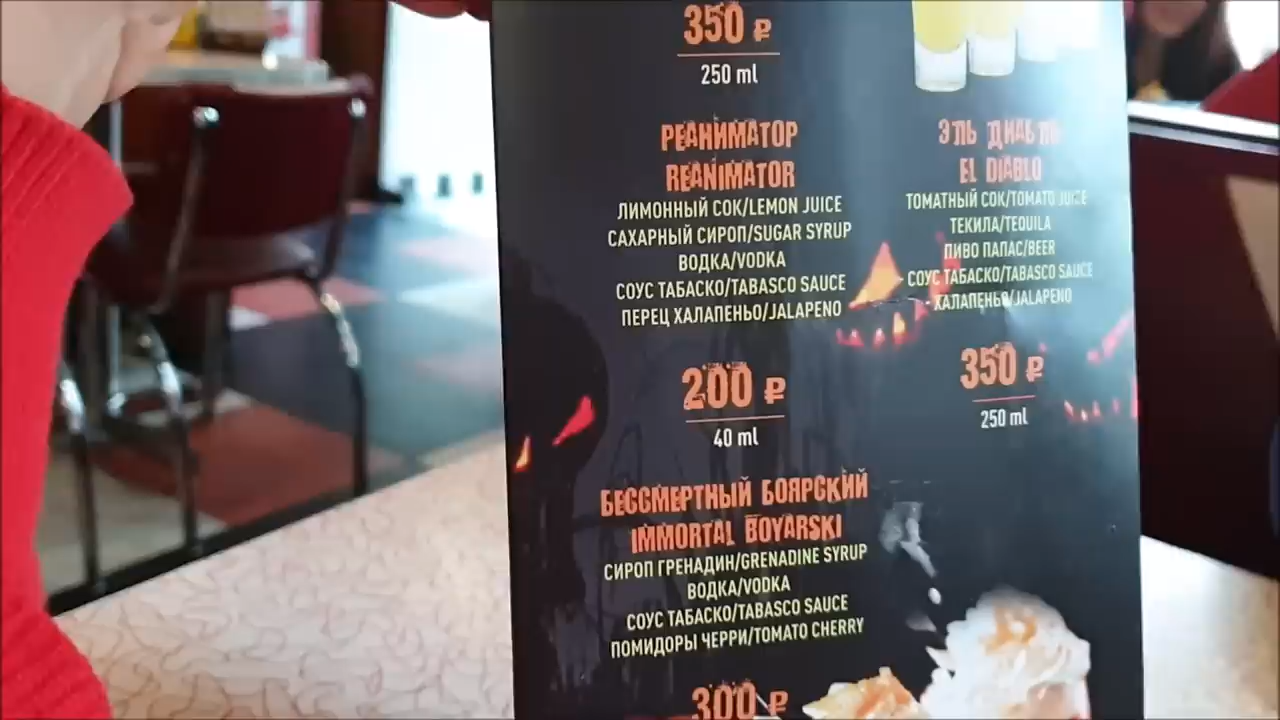 350 ₽
250 ml
РЕАНИМАТОР
REANIMATOR
ЛИМОННЫЙ СОК/LEMON JUICE
САХАРНЫЙ СИРОП/SUGAR SYRUP
ВОДКА/VODKA
СОУС ТАБАСКО/TABASCO SAUCE
ПЕРЕЦ ХАЛАПЕНЬО/JALAPENO
200 ₽
40 ml
БЕССМЕРТНЫЙ БОЯРСКИЙ
IMMORTAL BOYARSKI
СИРОП ГРЕНАДИН/GRENADINE SYRUP
ВОДКА/VODKA
СОУС ТАБАСКО/TABASCO SAUCE
ПОМИДОРЫ ЧЕРРИ/TOMATO CHERRY
300 ₽
ЭЛЬ ДИАБЛО
EL DIABLO
ТОМАТНЫЙ СОК/TOMATO JUICE
ТЕКИЛА/TEQUILA
ПИВО ПАПАС/BEER
СОУС ТАБАСКО/TABASCO SAUCE
ХАЛАПЕНЬО/JALAPENO
350 ₽
250 ml